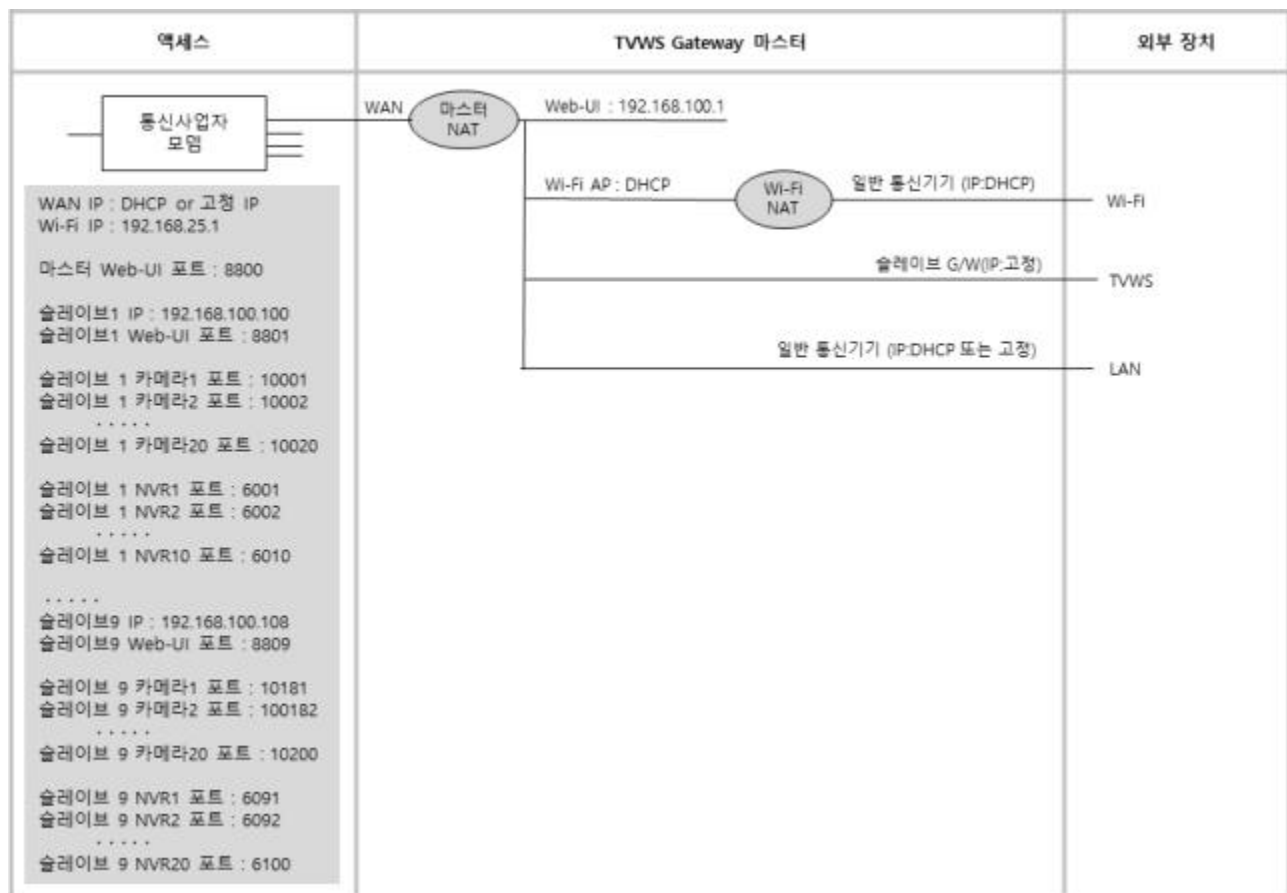 액세스
TVWS Gateway 마스터
외부 장치
통신사업자
모뎀
WAN
마스터
NAT
Web-UI : 192.168.100.1
Wi-Fi AP : DHCP
Wi-Fi
NAT
일반 통신기기 (IP:DHCP)
Wi-Fi
슬레이브 G/W(IP:고정)
TVWS
일반 통신기기 (IP:DHCP 또는 고정)
LAN
WAN IP : DHCP or 고정 IP
Wi-Fi IP : 192.168.25.1
마스터 Web-UI 포트 : 8800
슬레이브1 IP : 192.168.100.100
슬레이브1 Web-UI 포트 : 8801
슬레이브 1 카메라1 포트 : 10001
슬레이브 1 카메라2 포트 : 10002
. . . . .
슬레이브 1 카메라20 포트 : 10020
슬레이브 1 NVR1 포트 : 6001
슬레이브 1 NVR2 포트 : 6002
. . . . .
슬레이브 1 NVR10 포트 : 6010
. . . . .
슬레이브9 IP : 192.168.100.108
슬레이브9 Web-UI 포트 : 8809
슬레이브 9 카메라1 포트 : 10181
슬레이브 9 카메라2 포트 : 100182
. . . . .
슬레이브 9 카메라20 포트 : 10200
슬레이브 9 NVR1 포트 : 6091
슬레이브 9 NVR2 포트 : 6092
. . . . .
슬레이브 9 NVR20 포트 : 6100